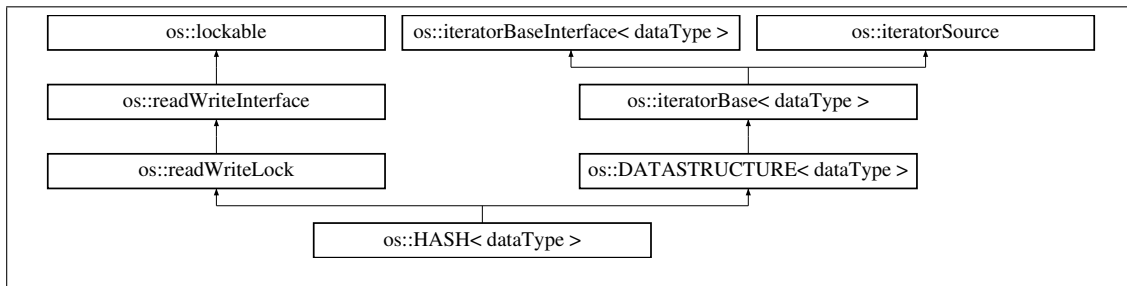 os::lockable os::iteratorBaseInterface< dataType > os::iteratorSource
os::readWriteInterface os::iteratorBase< dataType >
os::readWriteLock os::DATASTRUCTURE< dataType >
os::HASH< dataType >